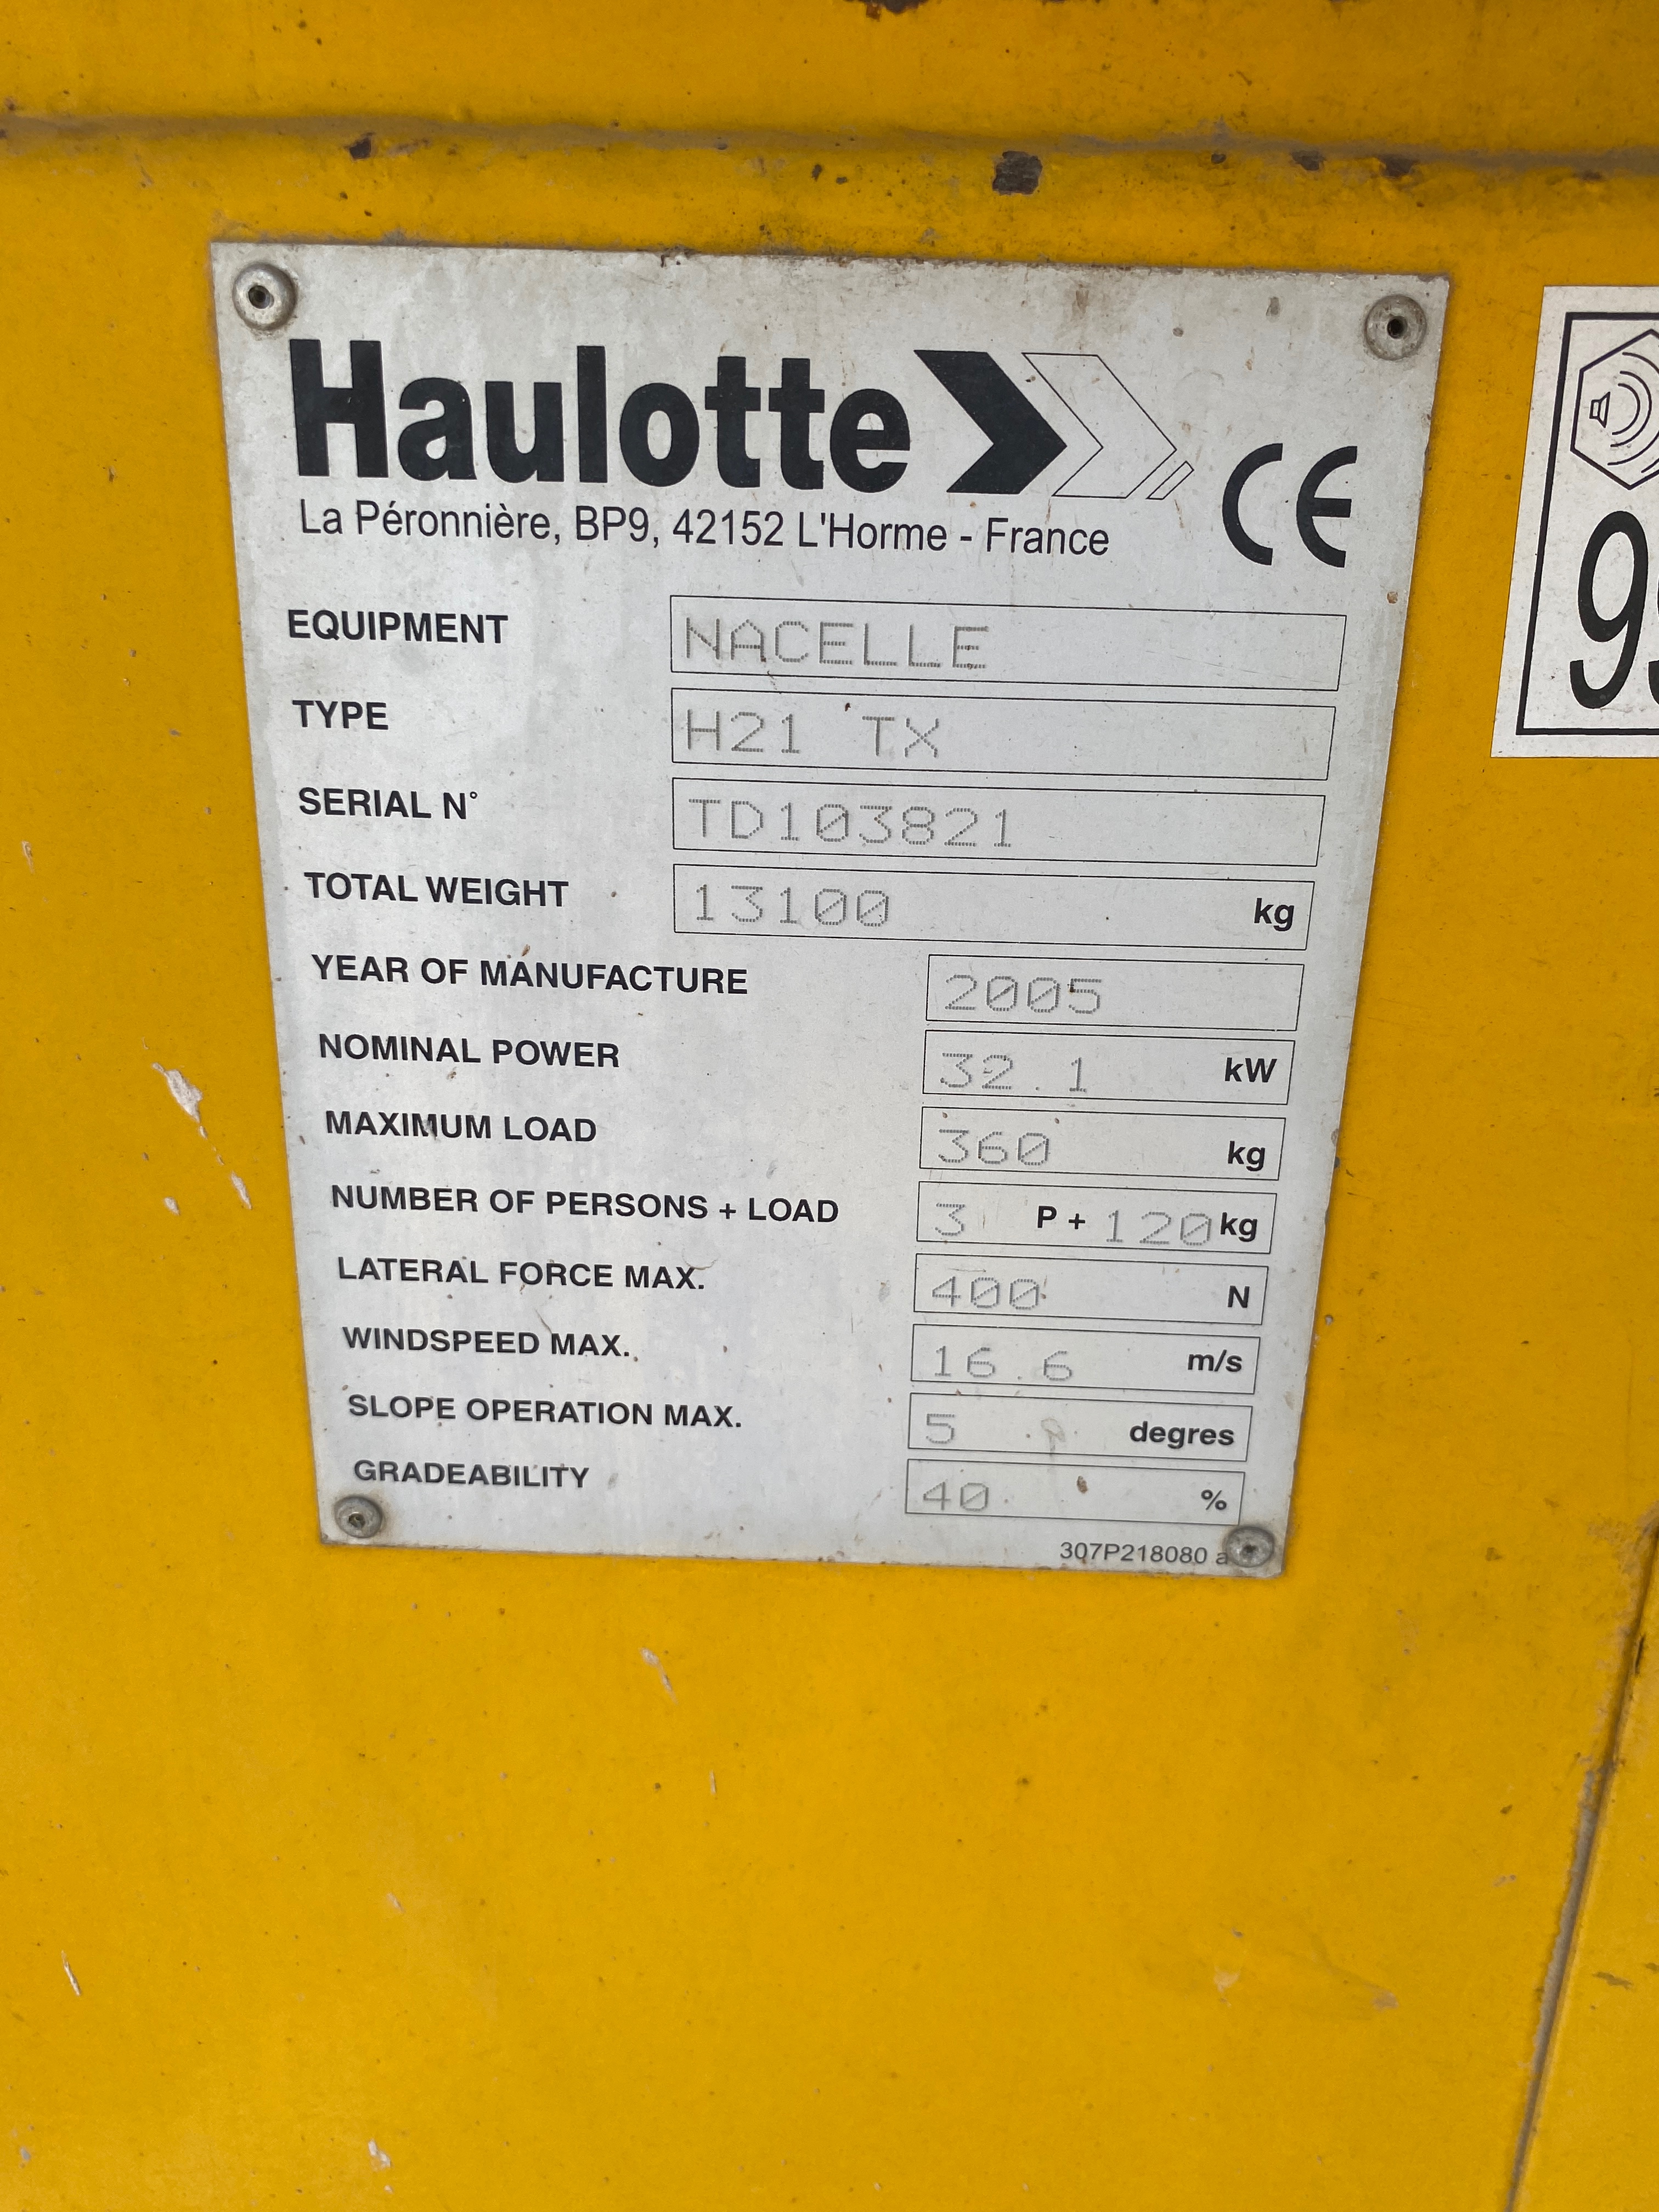 Haulotte
CE
La Péronnière, BP9, 42152 L'Horme - France
EQUIPMENT NACELLE
TYPE H21 TX
SERIAL N° TD103821
TOTAL WEIGHT 13100 kg
YEAR OF MANUFACTURE 2005
NOMINAL POWER 32.1 kW
MAXIMUM LOAD 360 kg
NUMBER OF PERSONS + LOAD 3 P + 120 kg
LATERAL FORCE MAX. 400 N
WINDSPEED MAX. 16.6 m/s
SLOPE OPERATION MAX. 5 degres
GRADEABILITY 40 %
307P218080 a